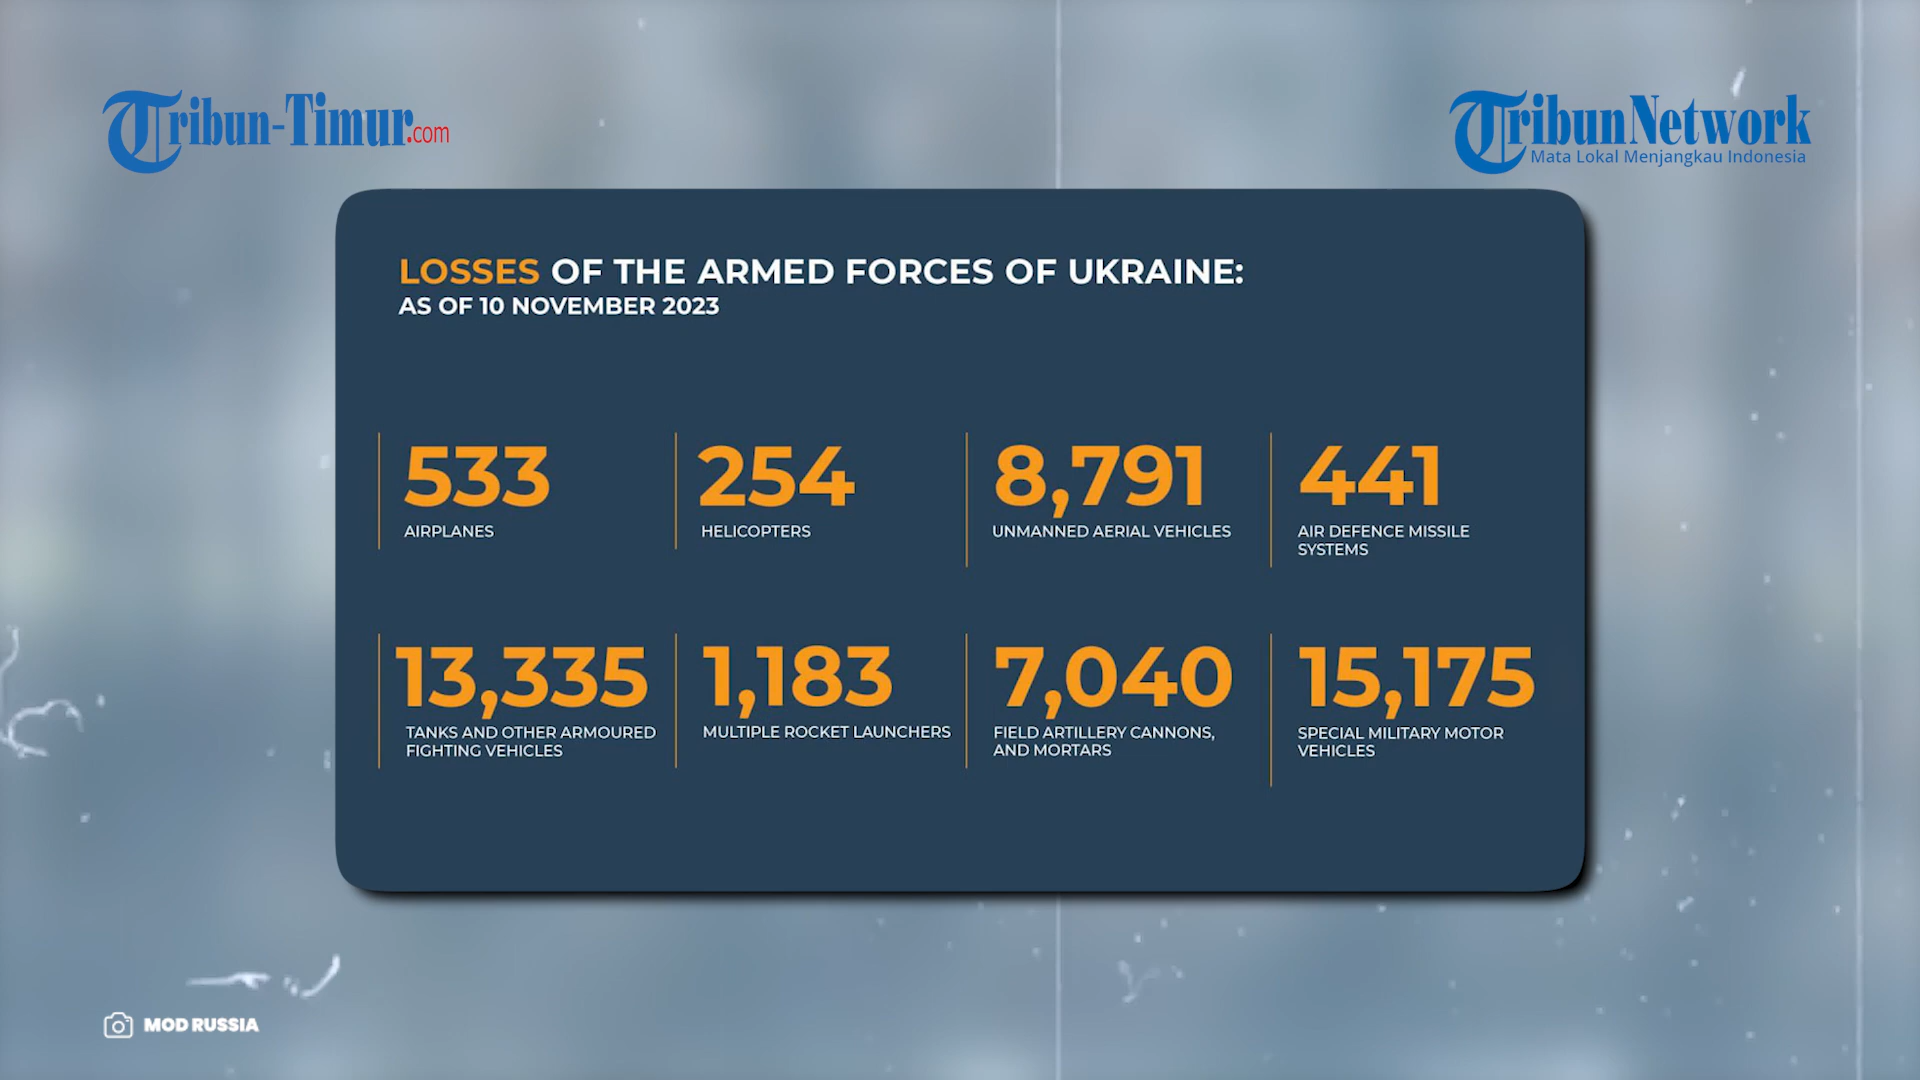 Tribun-Timur.com
TribunNetwork
Mata Lokal Menjangkau Indonesia
LOSSES OF THE ARMED FORCES OF UKRAINE:
AS OF 10 NOVEMBER 2023
533
AIRPLANES
254
HELICOPTERS
8,791
UNMANNED AERIAL VEHICLES
441
AIR DEFENCE MISSILE
SYSTEMS
13,335
TANKS AND OTHER ARMOURED
FIGHTING VEHICLES
1,183
MULTIPLE ROCKET LAUNCHERS
7,040
FIELD ARTILLERY CANNONS,
AND MORTARS
15,175
SPECIAL MILITARY MOTOR
VEHICLES
MOD RUSSIA